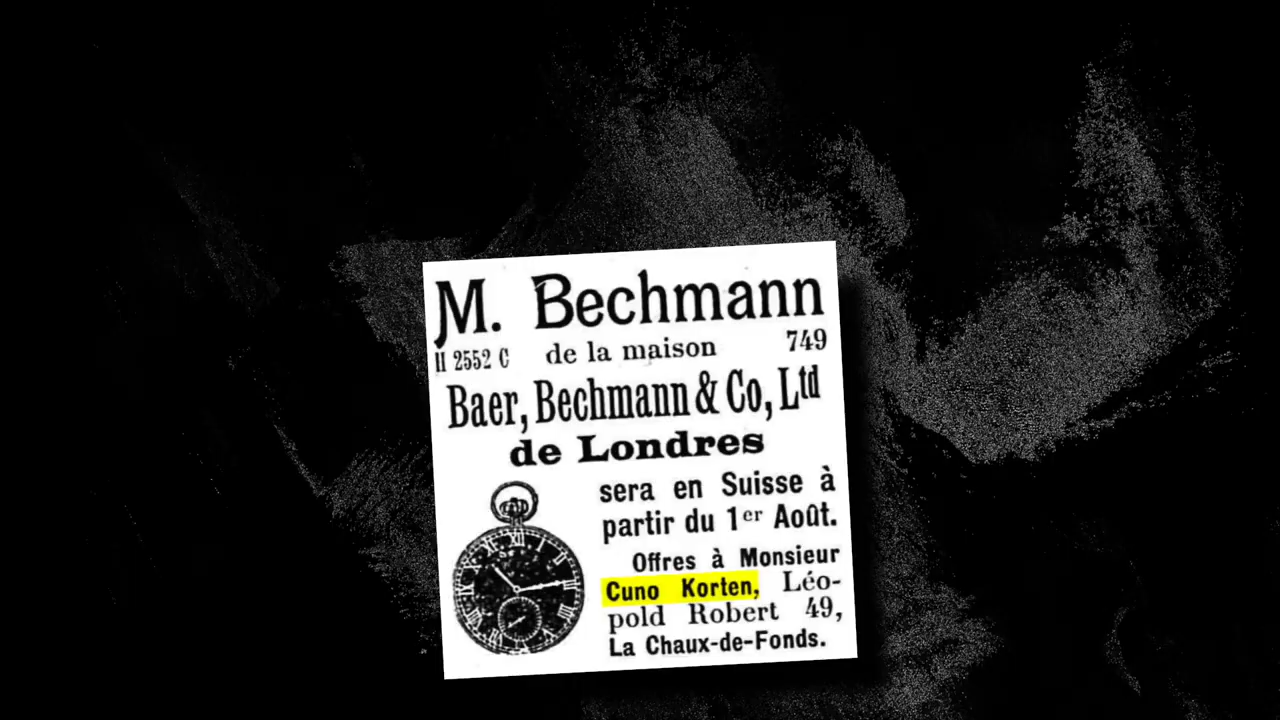 M. Bechmann
H 2552 C de la maison 749
Baer, Bechmann & Co, Ltd
de Londres
sera en Suisse à
partir du 1er Août.
Offres à Monsieur
Cuno Korten, Léo-
pold Robert 49,
La Chaux-de-Fonds.